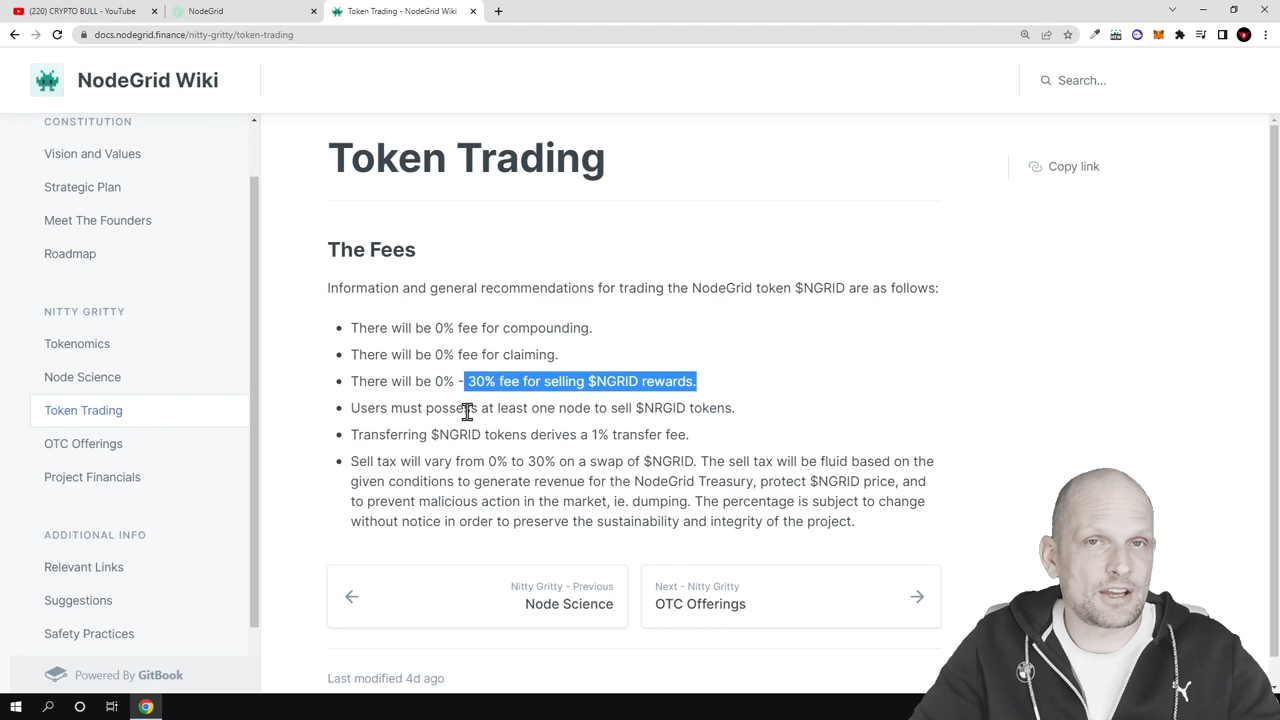 (220) CRYPTO BULL - YouTube
NodeGrid
Token Trading - NodeGrid Wiki
docs.nodegrid.finance/nitty-gritty/token-trading
NodeGrid Wiki
Search...
CONSTITUTION
Vision and Values
Strategic Plan
Meet The Founders
Roadmap
NITTY GRITTY
Tokenomics
Node Science
Token Trading
OTC Offerings
Project Financials
ADDITIONAL INFO
Relevant Links
Suggestions
Safety Practices
Powered By GitBook
Token Trading
Copy link
The Fees
Information and general recommendations for trading the NodeGrid token $NGRID are as follows:
There will be 0% fee for compounding.
There will be 0% fee for claiming.
There will be 0% - 30% fee for selling $NGRID rewards.
Users must possess at least one node to sell $NRGID tokens.
Transferring $NGRID tokens derives a 1% transfer fee.
Sell tax will vary from 0% to 30% on a swap of $NGRID. The sell tax will be fluid based on the
given conditions to generate revenue for the NodeGrid Treasury, protect $NGRID price, and
to prevent malicious action in the market, ie. dumping. The percentage is subject to change
without notice in order to preserve the sustainability and integrity of the project.
Nitty Gritty - Previous
Node Science
Next - Nitty Gritty
OTC Offerings
Last modified 4d ago